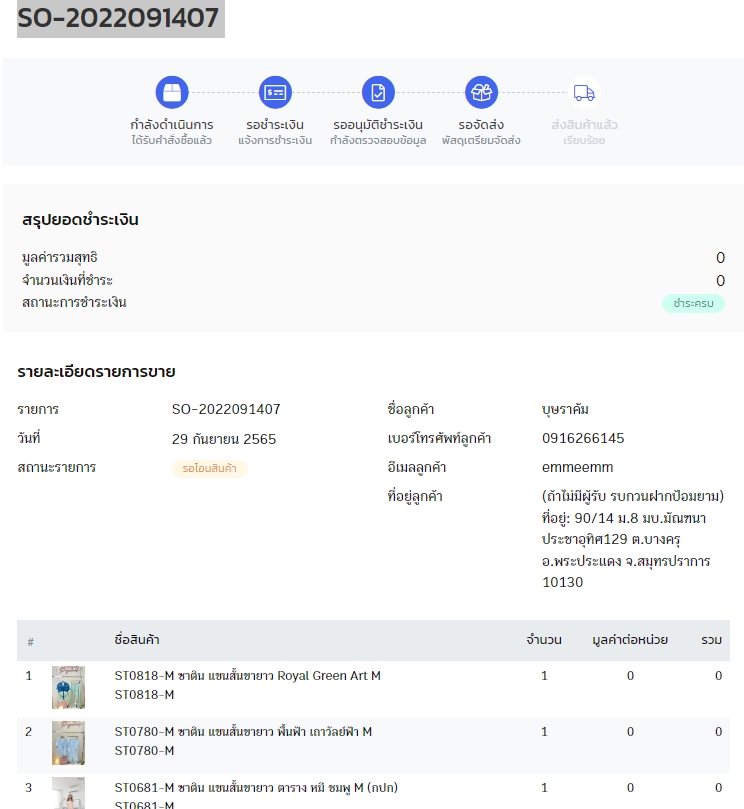 SO-2022091407
กำลังดำเนินการ
ได้รับคำสั่งซื้อแล้ว
รอชำระเงิน
แจ้งการชำระเงิน
รออนุมัติชำระเงิน
กำลังตรวจสอบข้อมูล
รอจัดส่ง
พัสดุเตรียมจัดส่ง
ส่งสินค้าแล้ว
เรียบร้อย
สรุปยอดชำระเงิน
มูลค่ารวมสุทธิ 0
จำนวนเงินที่ชำระ 0
สถานะการชำระเงิน ชำระครบ
รายละเอียดรายการขาย
รายการ SO-2022091407
วันที่ 29 กันยายน 2565
สถานะรายการ รอโอนสินค้า
ชื่อลูกค้า บุษราคัม
เบอร์โทรศัพท์ลูกค้า 0916266145
อีเมลลูกค้า emmeemm
ที่อยู่ลูกค้า (ถ้าไม่มีผู้รับ รบกวนฝากป้อมยาม)
ที่อยู่: 90/14 ม.8 มบ.มัณฑนา
ประชาอุทิศ129 ต.บางครุ
อ.พระประแดง จ.สมุทรปราการ
10130
# ชื่อสินค้า จำนวน มูลค่าต่อหน่วย รวม
1 ST0818-M ซาติน แขนสั้นขายาว Royal Green Art M 1 0 0
ST0818-M
2 ST0780-M ซาติน แขนสั้นขายาว พื้นฟ้า เถาวัลย์ฟ้า M 1 0 0
ST0780-M
3 ST0681-M ซาติน แขนสั้นขายาว ตาราง หมี ชมพู M (กปก) 1 0 0
ST0681-M